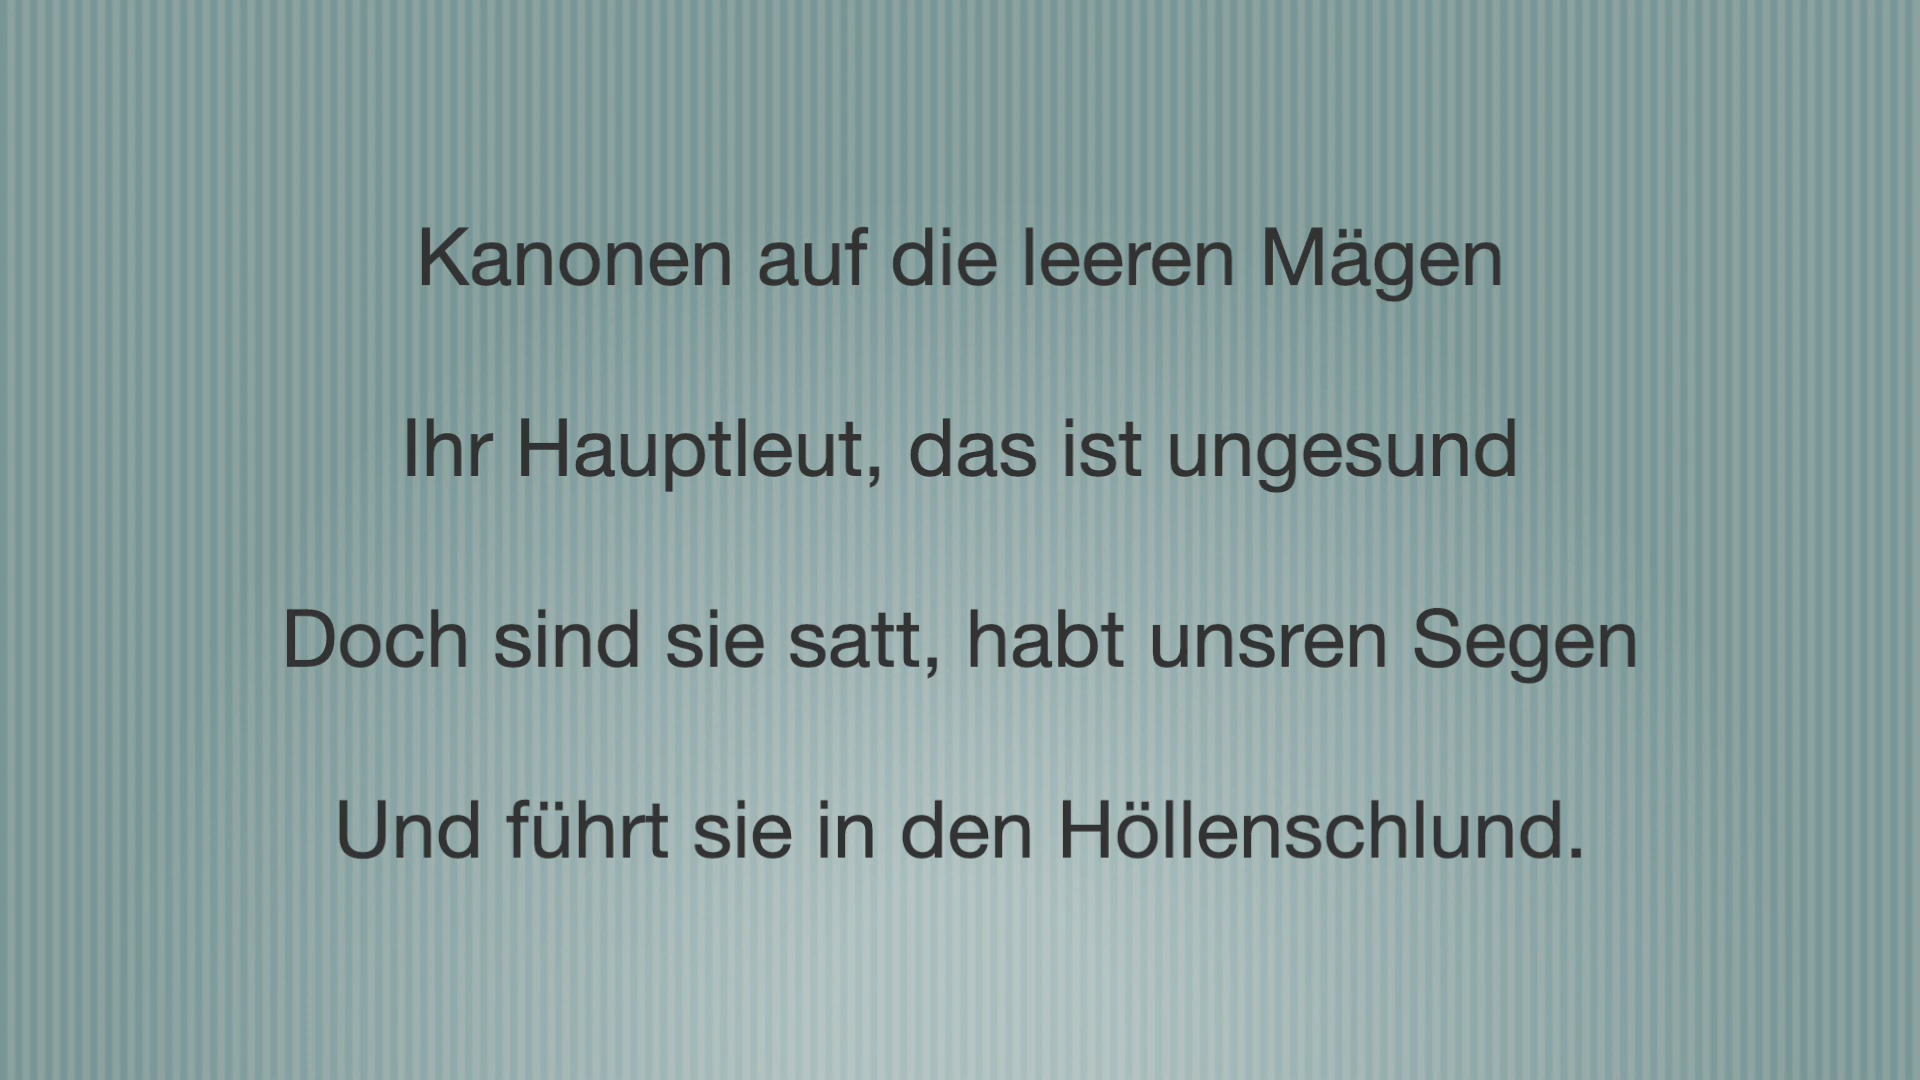 Kanonen auf die leeren Mägen
Ihr Hauptleut, das ist ungesund
Doch sind sie satt, habt unsren Segen
Und führt sie in den Höllenschlund.